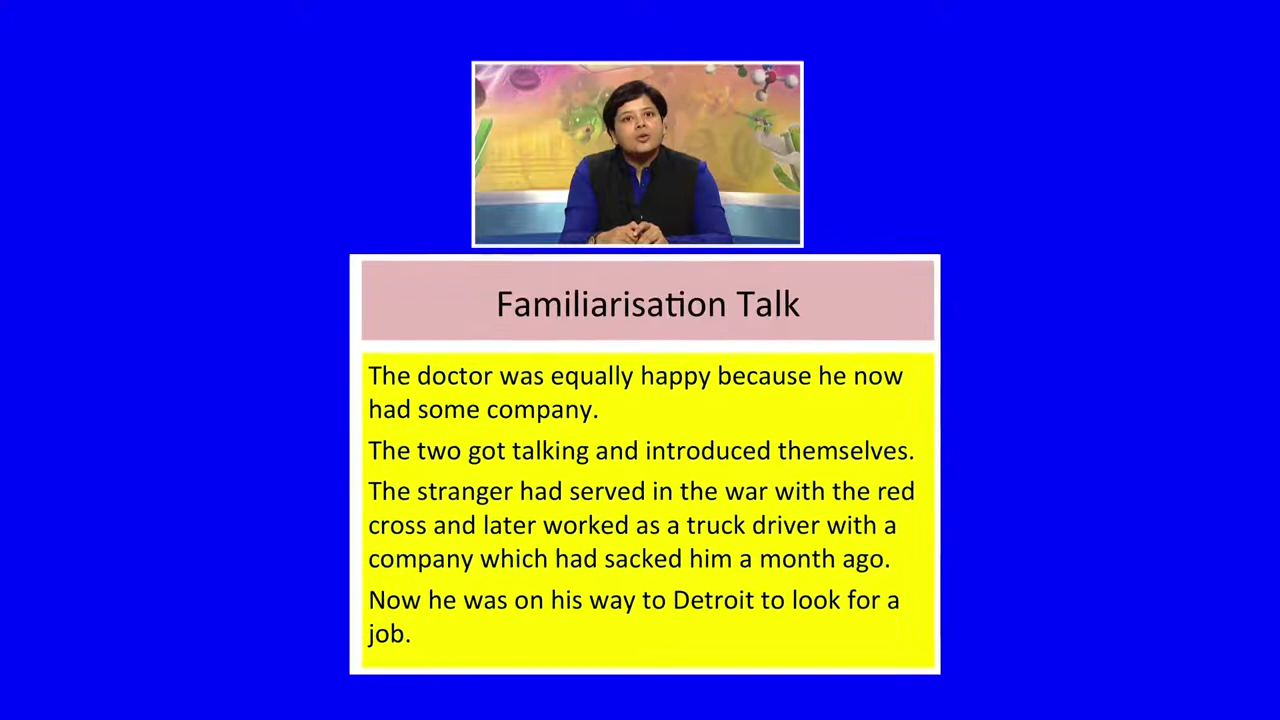 Familiarisation Talk
The doctor was equally happy because he now
had some company.
The two got talking and introduced themselves.
The stranger had served in the war with the red
cross and later worked as a truck driver with a
company which had sacked him a month ago.
Now he was on his way to Detroit to look for a
job.